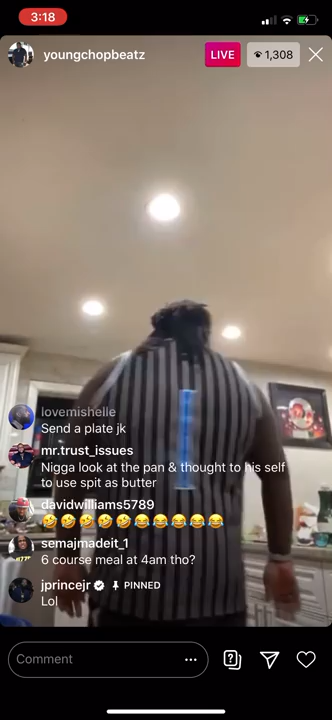 3:18
youngchopbeatz
LIVE
1,308
lovemishelle
Send a plate jk
mr.trust_issues
Nigga look at the pan & thought to his self
to use spit as butter
davidwilliams5789
🤣🤣🤣🤣🤣😂😂😂😂😂
semajmadeit_1
6 course meal at 4am tho?
jprincejr PINNED
Lol
Comment